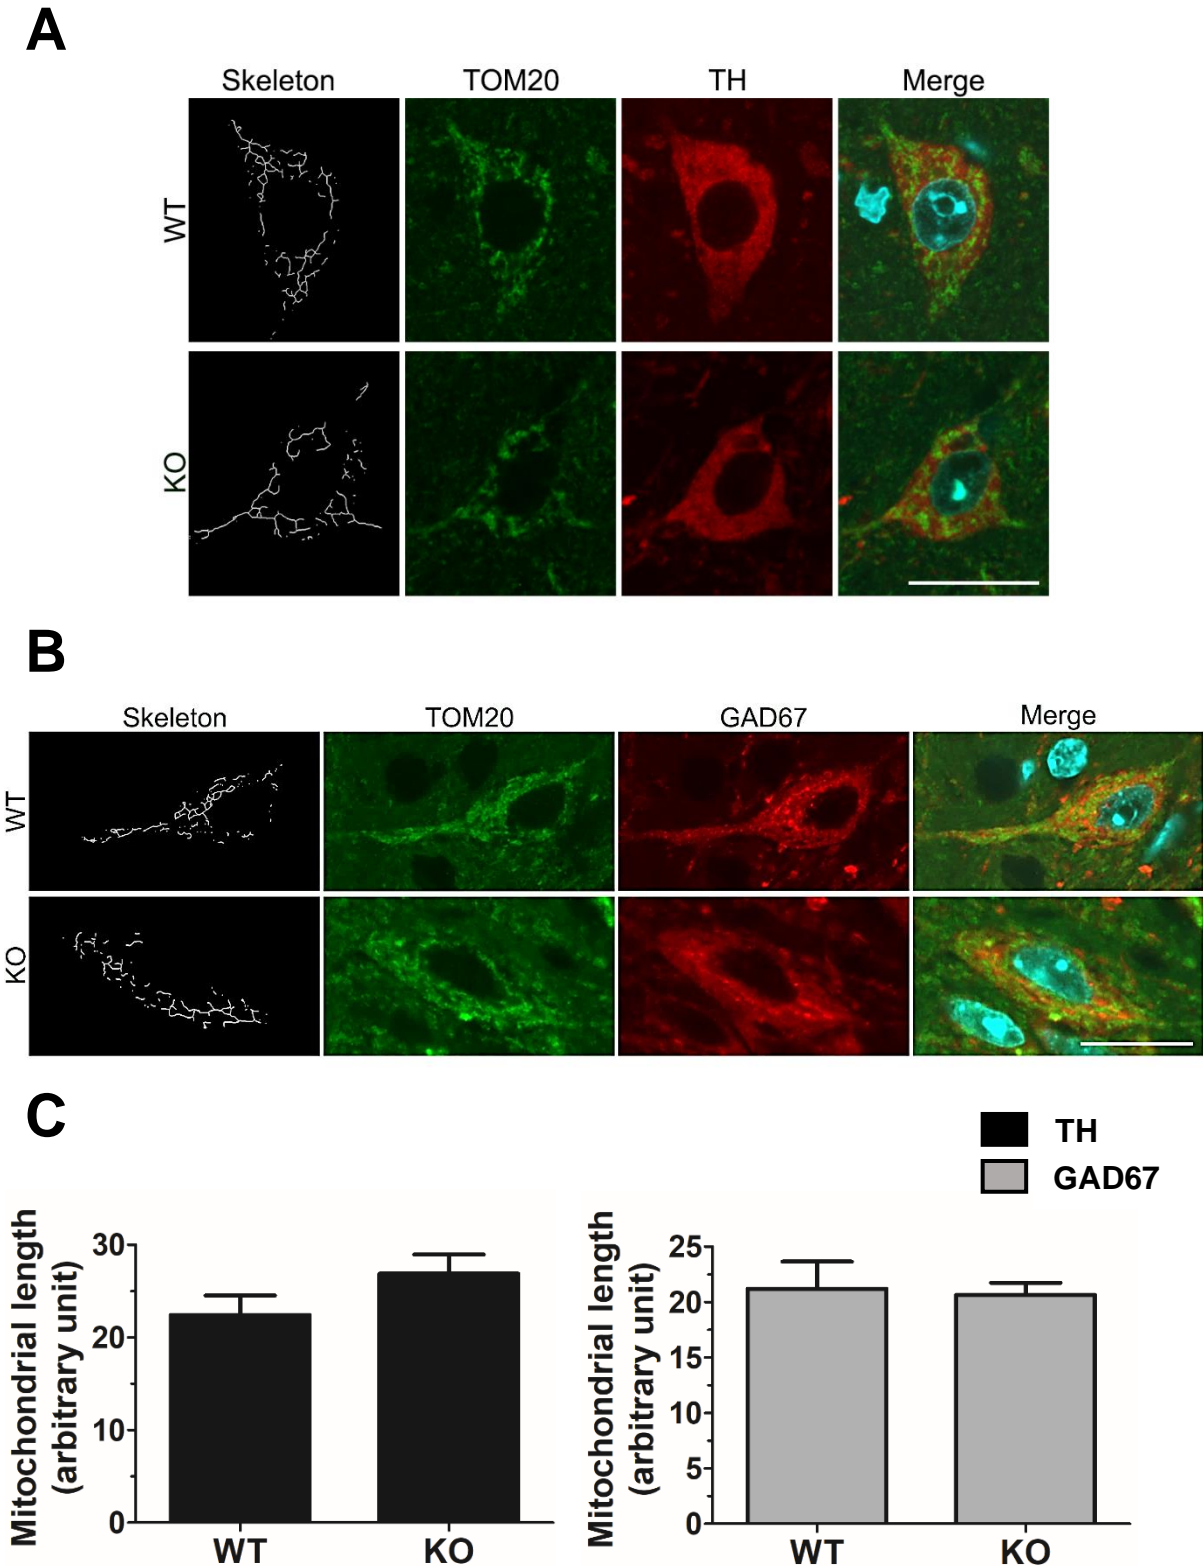 A
Skeleton TOM20 TH Merge
WT
KO
B
Skeleton TOM20 GAD67 Merge
WT
KO
C
TH
GAD67
Mitochondrial length
(arbitrary unit)
30
20
10
0
WT KO
Mitochondrial length
(arbitrary unit)
25
20
15
10
5
0
WT KO